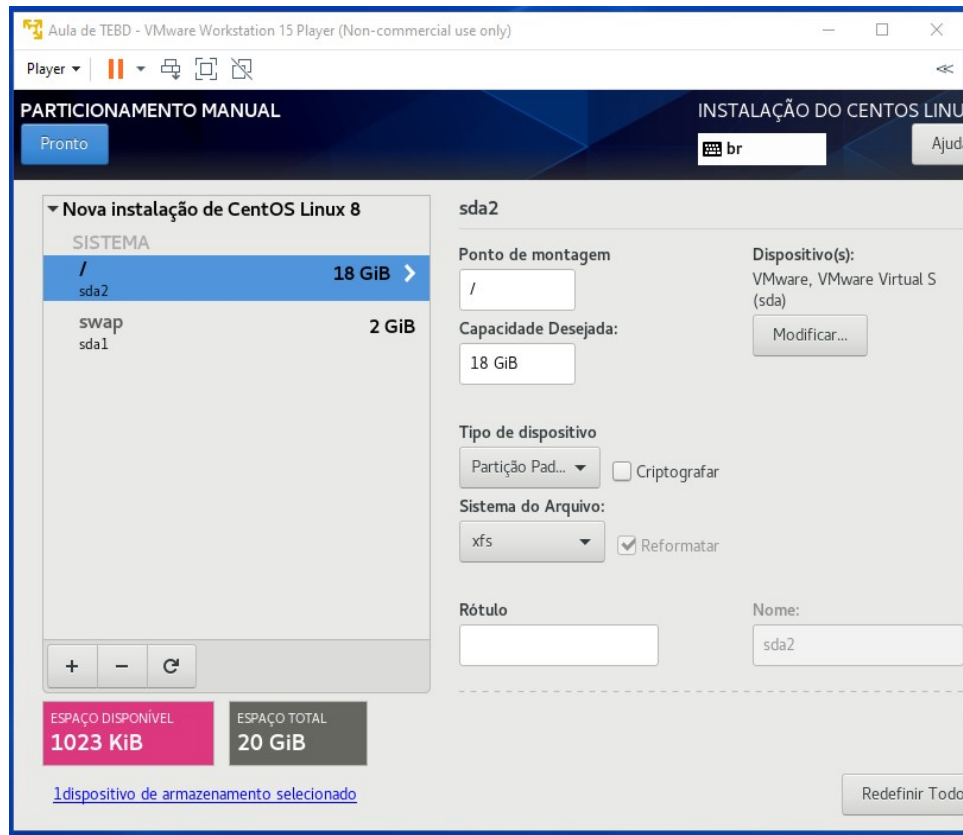 Aula de TEBD - VMware Workstation 15 Player (Non-commercial use only)
Player
PARTICIONAMENTO MANUAL
INSTALAÇÃO DO CENTOS LINU
Pronto
br
Ajuda
Nova instalação de CentOS Linux 8
SISTEMA
/
18 GiB
sda2
swap
2 GiB
sda1
sda2
Ponto de montagem
/
Dispositivo(s):
VMware, VMware Virtual S
(sda)
Modificar...
Capacidade Desejada:
18 GiB
Tipo de dispositivo
Partição Pad...
Criptografar
Sistema do Arquivo:
xfs
Reformatar
Rótulo
Nome:
sda2
+ −
ESPAÇO DISPONÍVEL
1023 KiB
ESPAÇO TOTAL
20 GiB
1dispositivo de armazenamento selecionado
Redefinir Todo